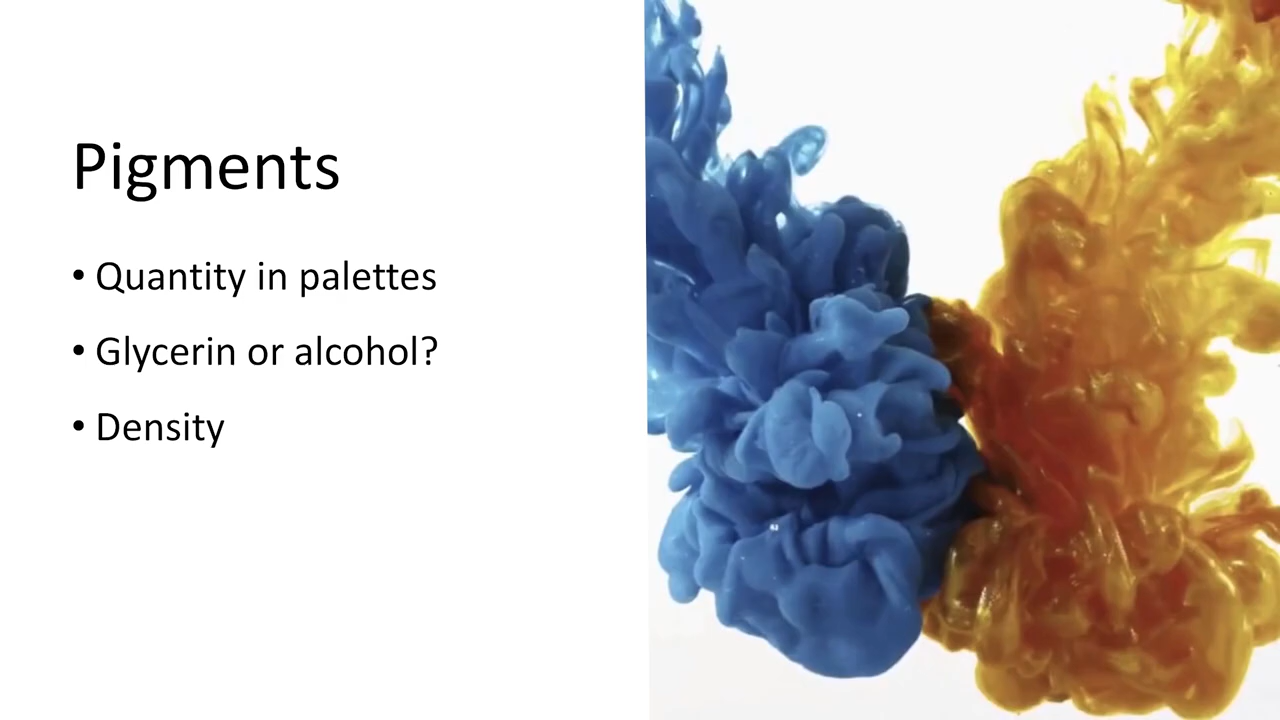 Pigments
• Quantity in palettes
• Glycerin or alcohol?
• Density